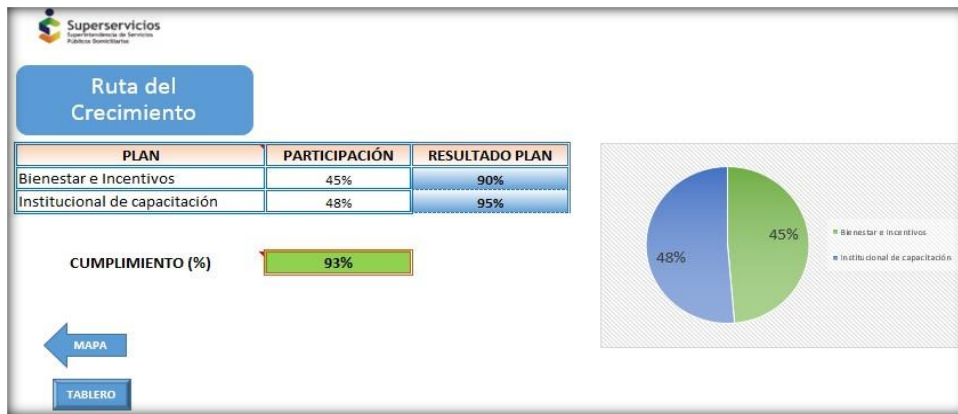 Superservicios
Superintendencia de Servicios
Públicos Domiciliarios
Ruta del
Crecimiento
PLAN PARTICIPACIÓN RESULTADO PLAN
Bienestar e Incentivos 45% 90%
Institucional de capacitación 48% 95%
CUMPLIMIENTO (%) 93%
45%
48%
Bienestar e incentivos
Institucional de capacitación
MAPA
TABLERO